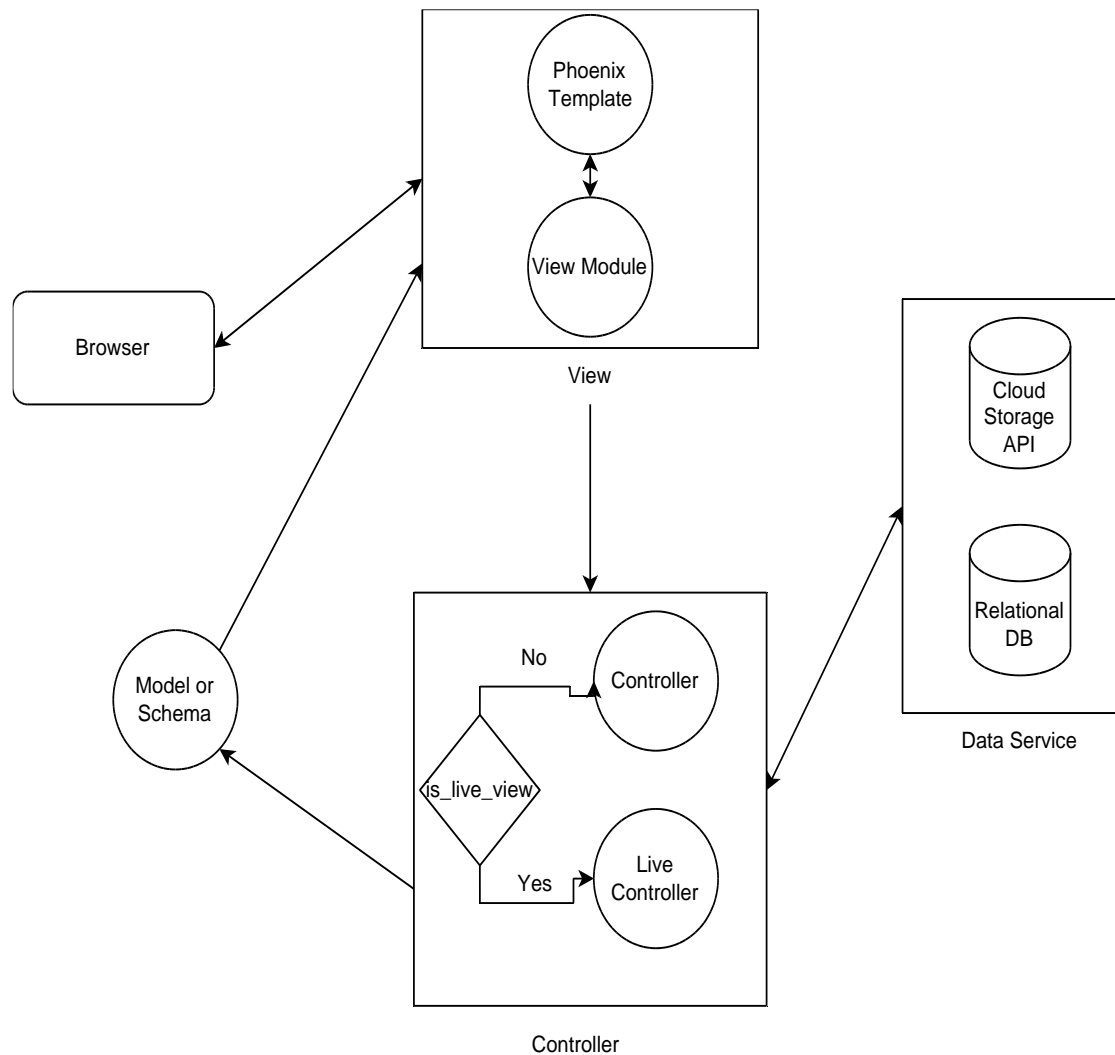 Phoenix
Template
View Module
View
Browser
Cloud
Storage
API
Relational
DB
Data Service
Model or
Schema
No
Controller
is_live_view
Yes
Live
Controller
Controller